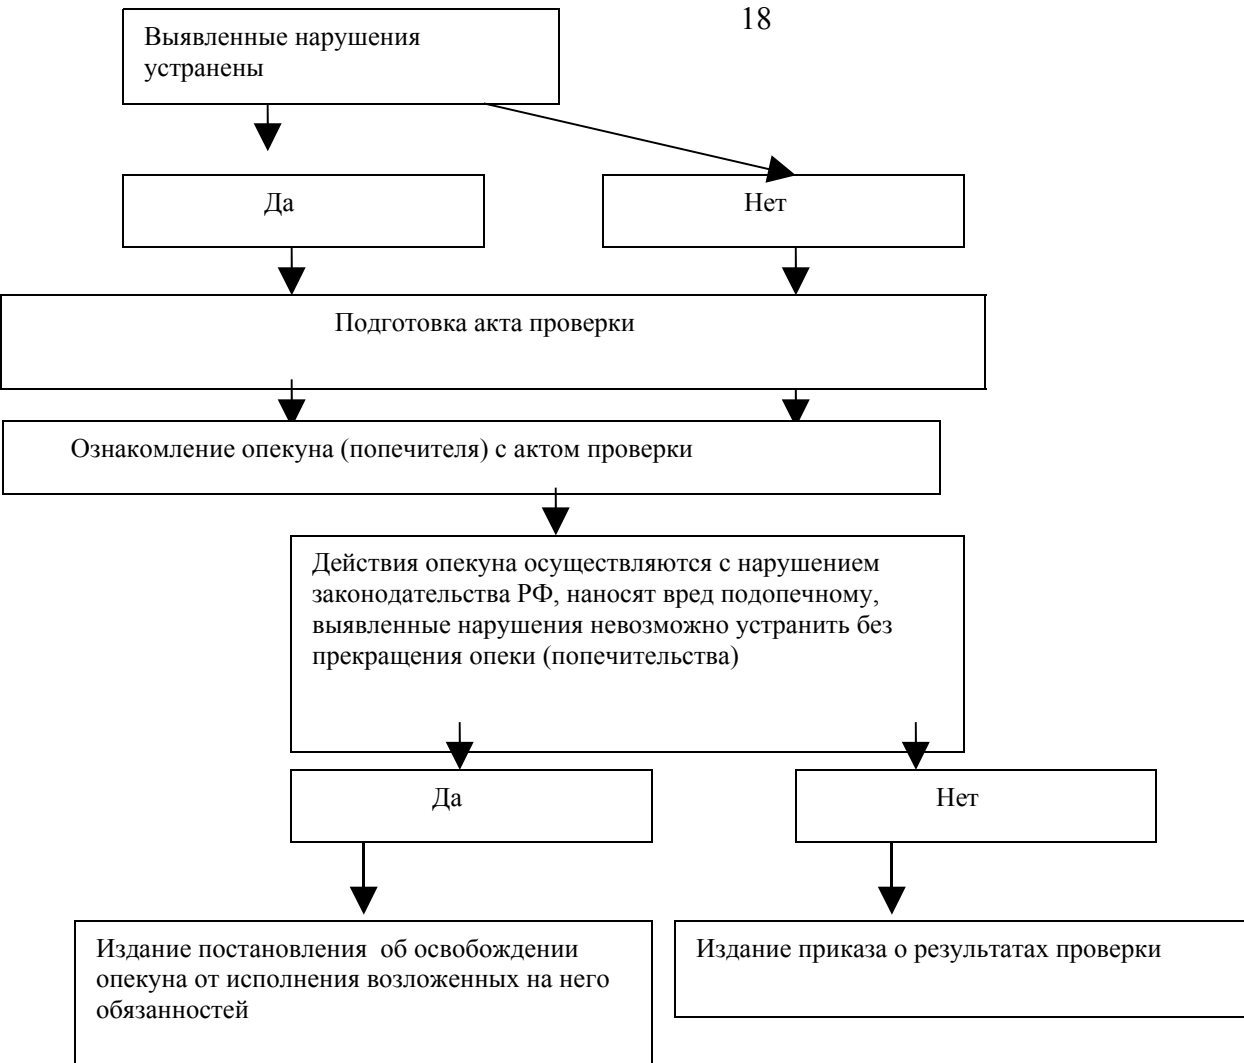 18
Выявленные нарушения
устранены
Да
Нет
Подготовка акта проверки
Ознакомление опекуна (попечителя) с актом проверки
Действия опекуна осуществляются с нарушением
законодательства РФ, наносят вред подопечному,
выявленные нарушения невозможно устранить без
прекращения опеки (попечительства)
Да
Нет
Издание постановления  об освобождении
опекуна от исполнения возложенных на него
обязанностей
Издание приказа о результатах проверки